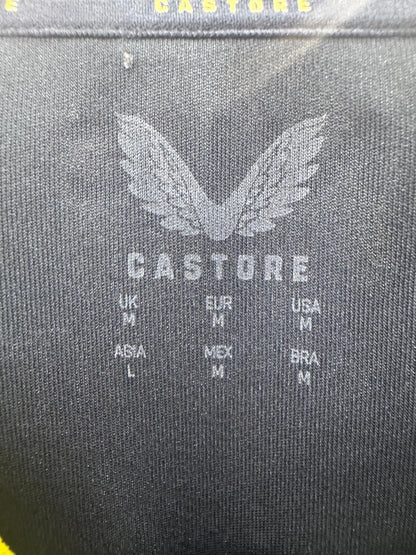 E CASTORE
CASTORE
UK EUR USA
M M M
ASIA MEX BRA
L M M